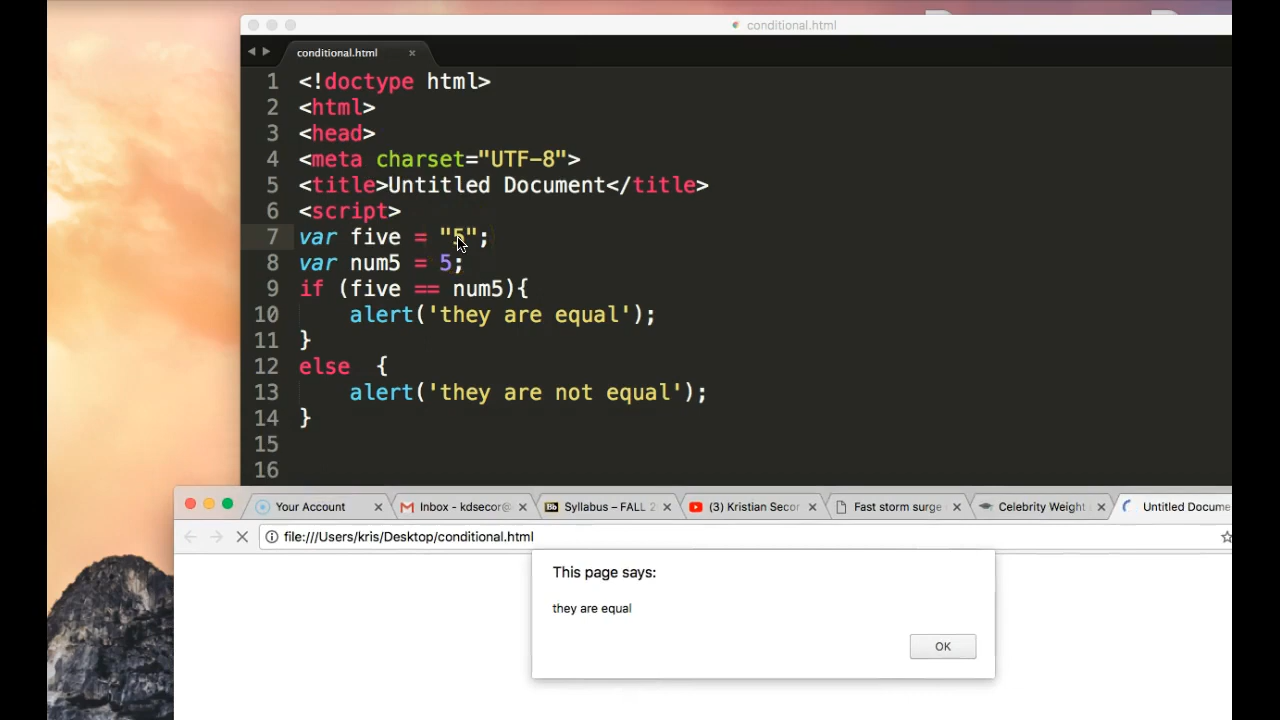 conditional.html
conditional.html ×
1 <!doctype html>
2 <html>
3 <head>
4 <meta charset="UTF-8">
5 <title>Untitled Document</title>
6 <script>
7 var five = "5";
8 var num5 = 5;
9 if (five == num5){
10 alert('they are equal');
11 }
12 else {
13 alert('they are not equal');
14 }
15
16
Your Account × Inbox - kdsecor@ × Bb Syllabus – FALL 2 × (3) Kristian Secor × Fast storm surge × Celebrity Weight × Untitled Docume
file:///Users/kris/Desktop/conditional.html
This page says:
they are equal
OK